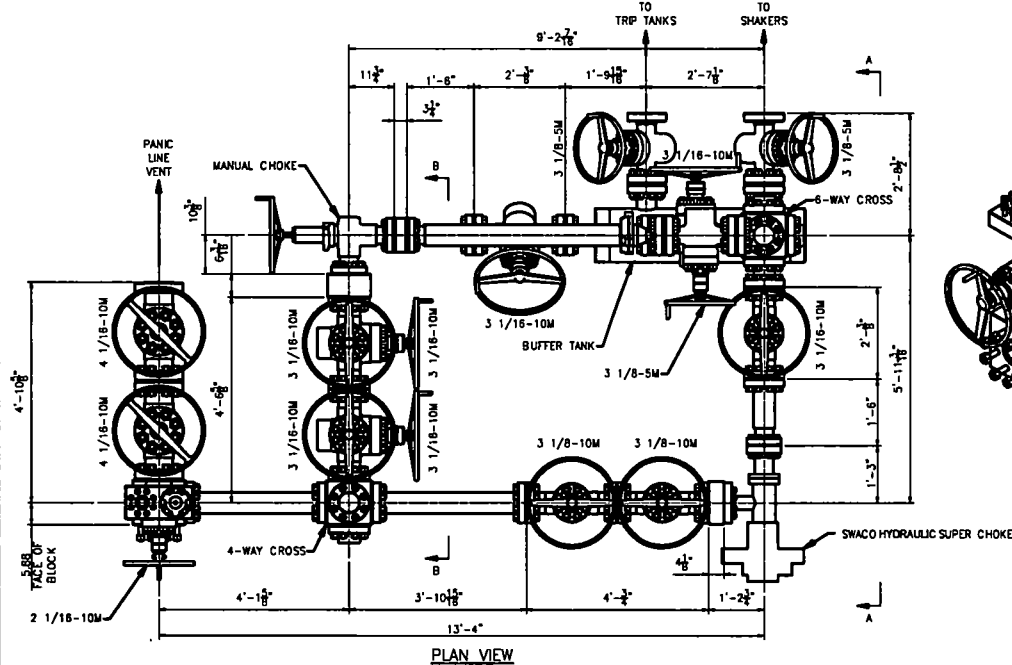 TO
TRIP TANKS
TO
SHAKERS
9'-2 7/16"
A
11 3/4"
1'-6"
2'-3/8"
1'-9 15/16"
2'-7 1/8"
3 1/4"
PANIC
LINE
VENT
MANUAL CHOKE
B
3 1/8-5M
3 1/16-10M
3 1/8-5M
2'-8 1/2"
6-WAY CROSS
10 3/8"
3 1/16-10M
BUFFER TANK
3 1/8-5M
3 1/16-10M
2'-1/8"
5'-11 3/16"
4 1/16-10M
4 1/16-10M
4'-10 5/8"
3 1/16-10M
3 1/16-10M
3 1/16-10M
3 1/16-10M
4'-6 5/8"
1'-6"
1'-3"
3 1/8-10M
3 1/8-10M
5.88
FACE OF
BLOCK
4-WAY CROSS
B
4 1/8"
SWACO HYDRAULIC SUPER CHOKE
2 1/16-10M
4'-1 5/8"
3'-10 15/16"
4'-3/4"
1'-2 3/4"
A
13'-4"
PLAN VIEW